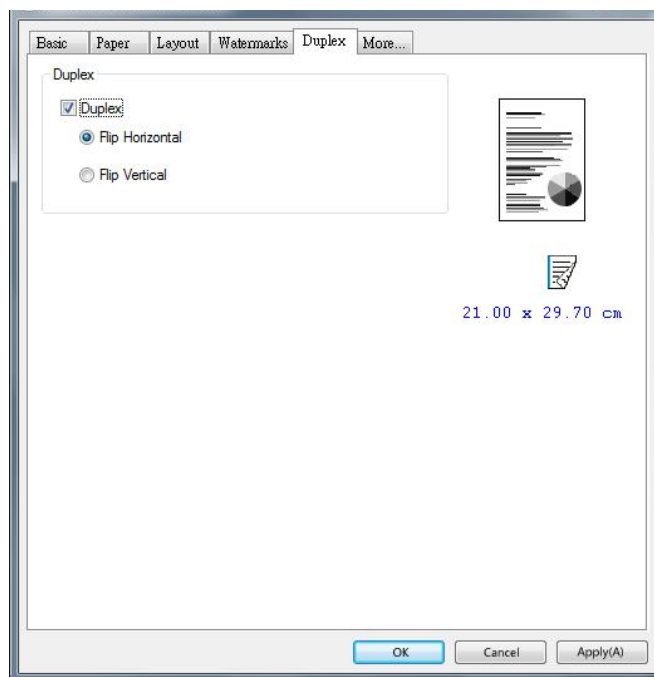 Basic Paper Layout Watermarks Duplex More...
Duplex
Duplex
Flip Horizontal
Flip Vertical
21.00 x 29.70 cm
OK Cancel Apply(A)